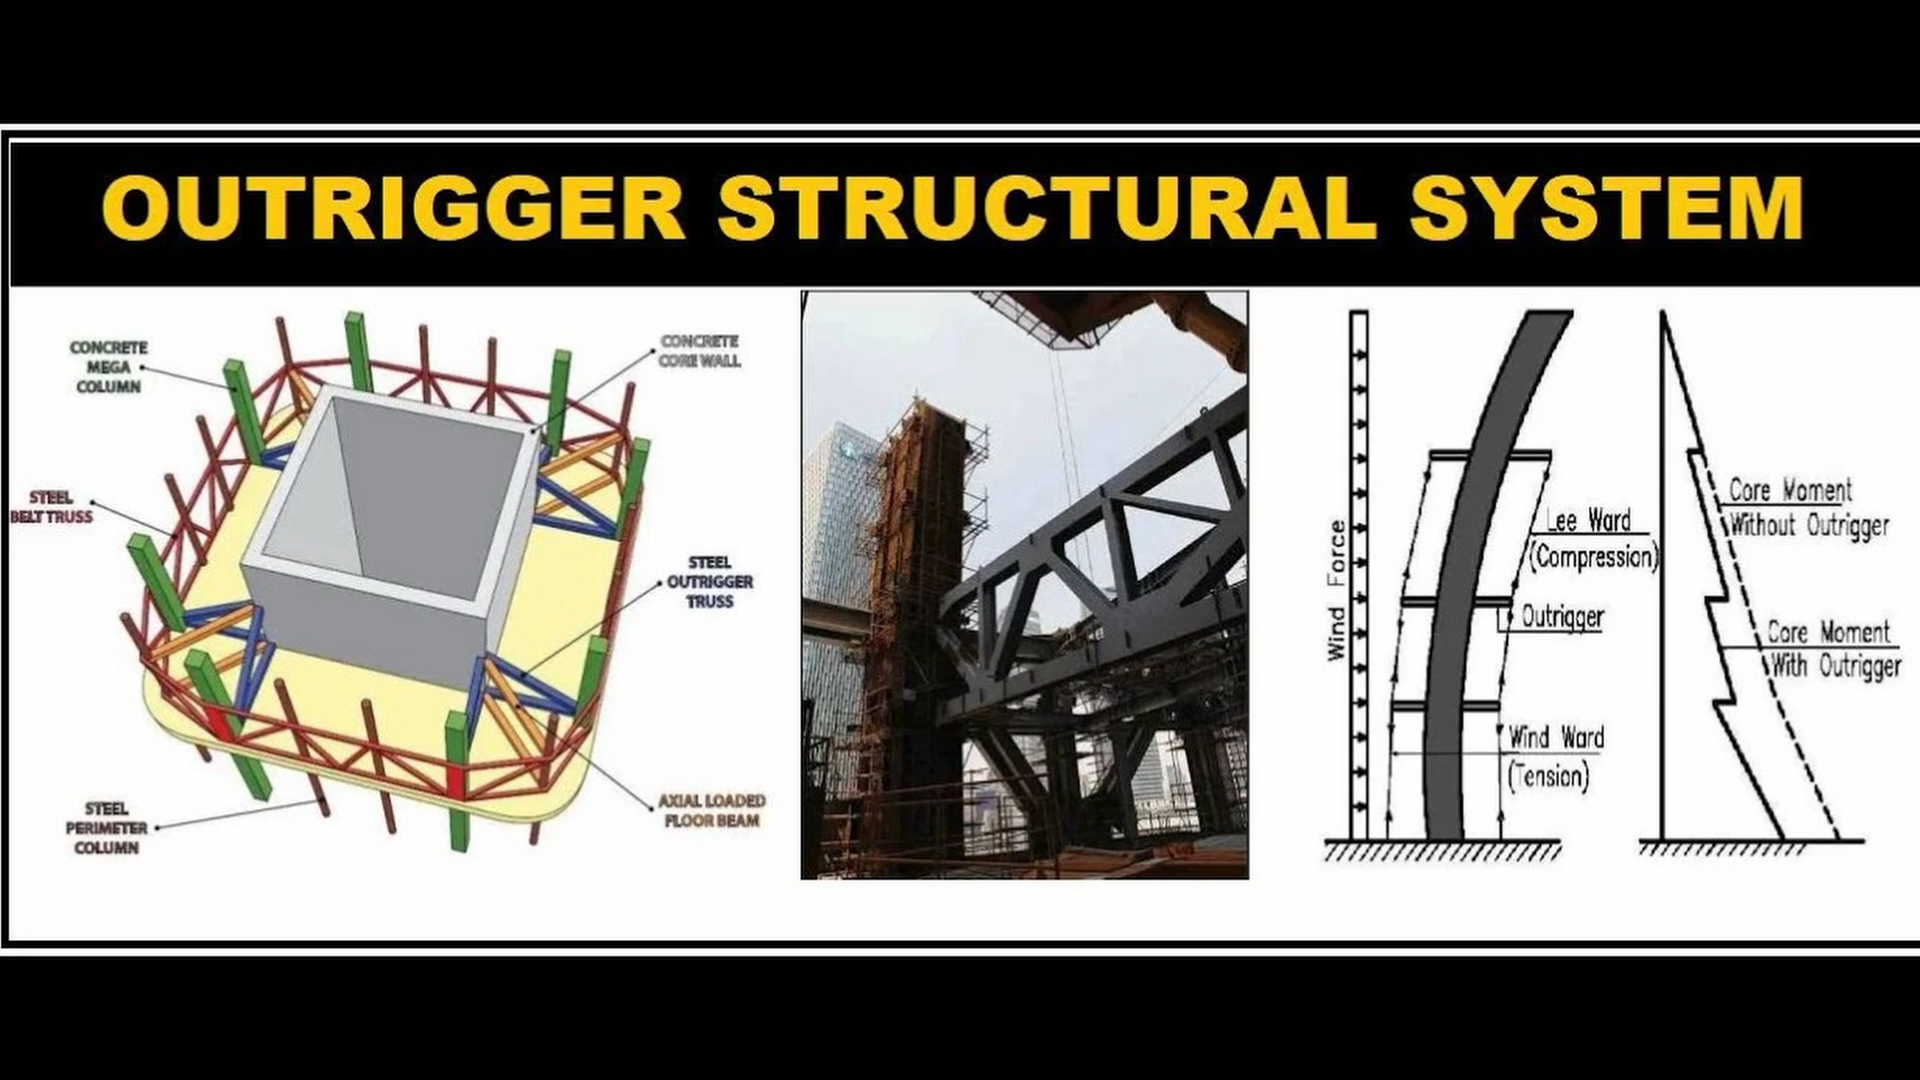 OUTRIGGER STRUCTURAL SYSTEM
CONCRETE
MEGA
COLUMN
CONCRETE
CORE WALL
STEEL
BELT TRUSS
STEEL
OUTRIGGER
TRUSS
STEEL
PERIMETER
COLUMN
AXIAL LOADED
FLOOR BEAM
Wind Force
Lee Ward
(Compression)
Outrigger
Wind Ward
(Tension)
Core Moment
Without Outrigger
Core Moment
With Outrigger